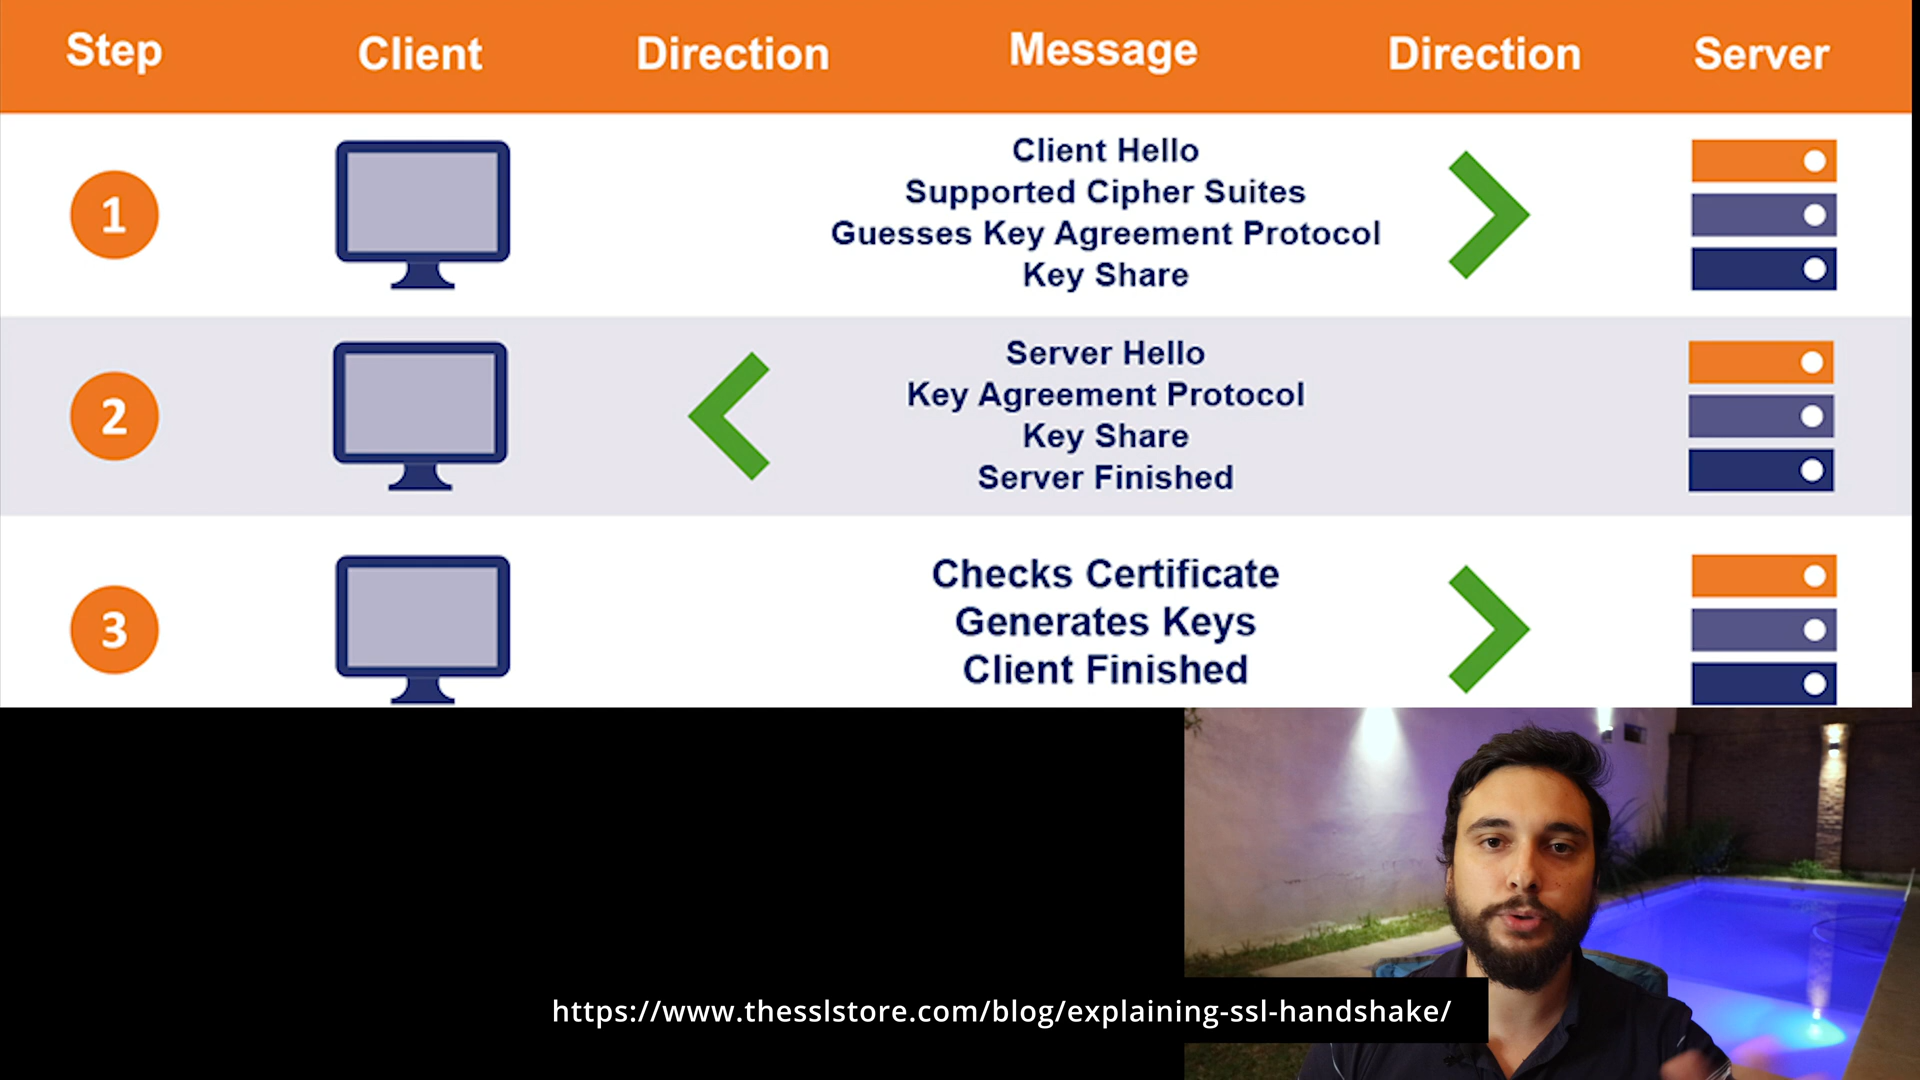 Step Client Direction Message Direction Server
1
Client Hello
Supported Cipher Suites
Guesses Key Agreement Protocol
Key Share
2
Server Hello
Key Agreement Protocol
Key Share
Server Finished
3
Checks Certificate
Generates Keys
Client Finished
https://www.thesslstore.com/blog/explaining-ssl-handshake/